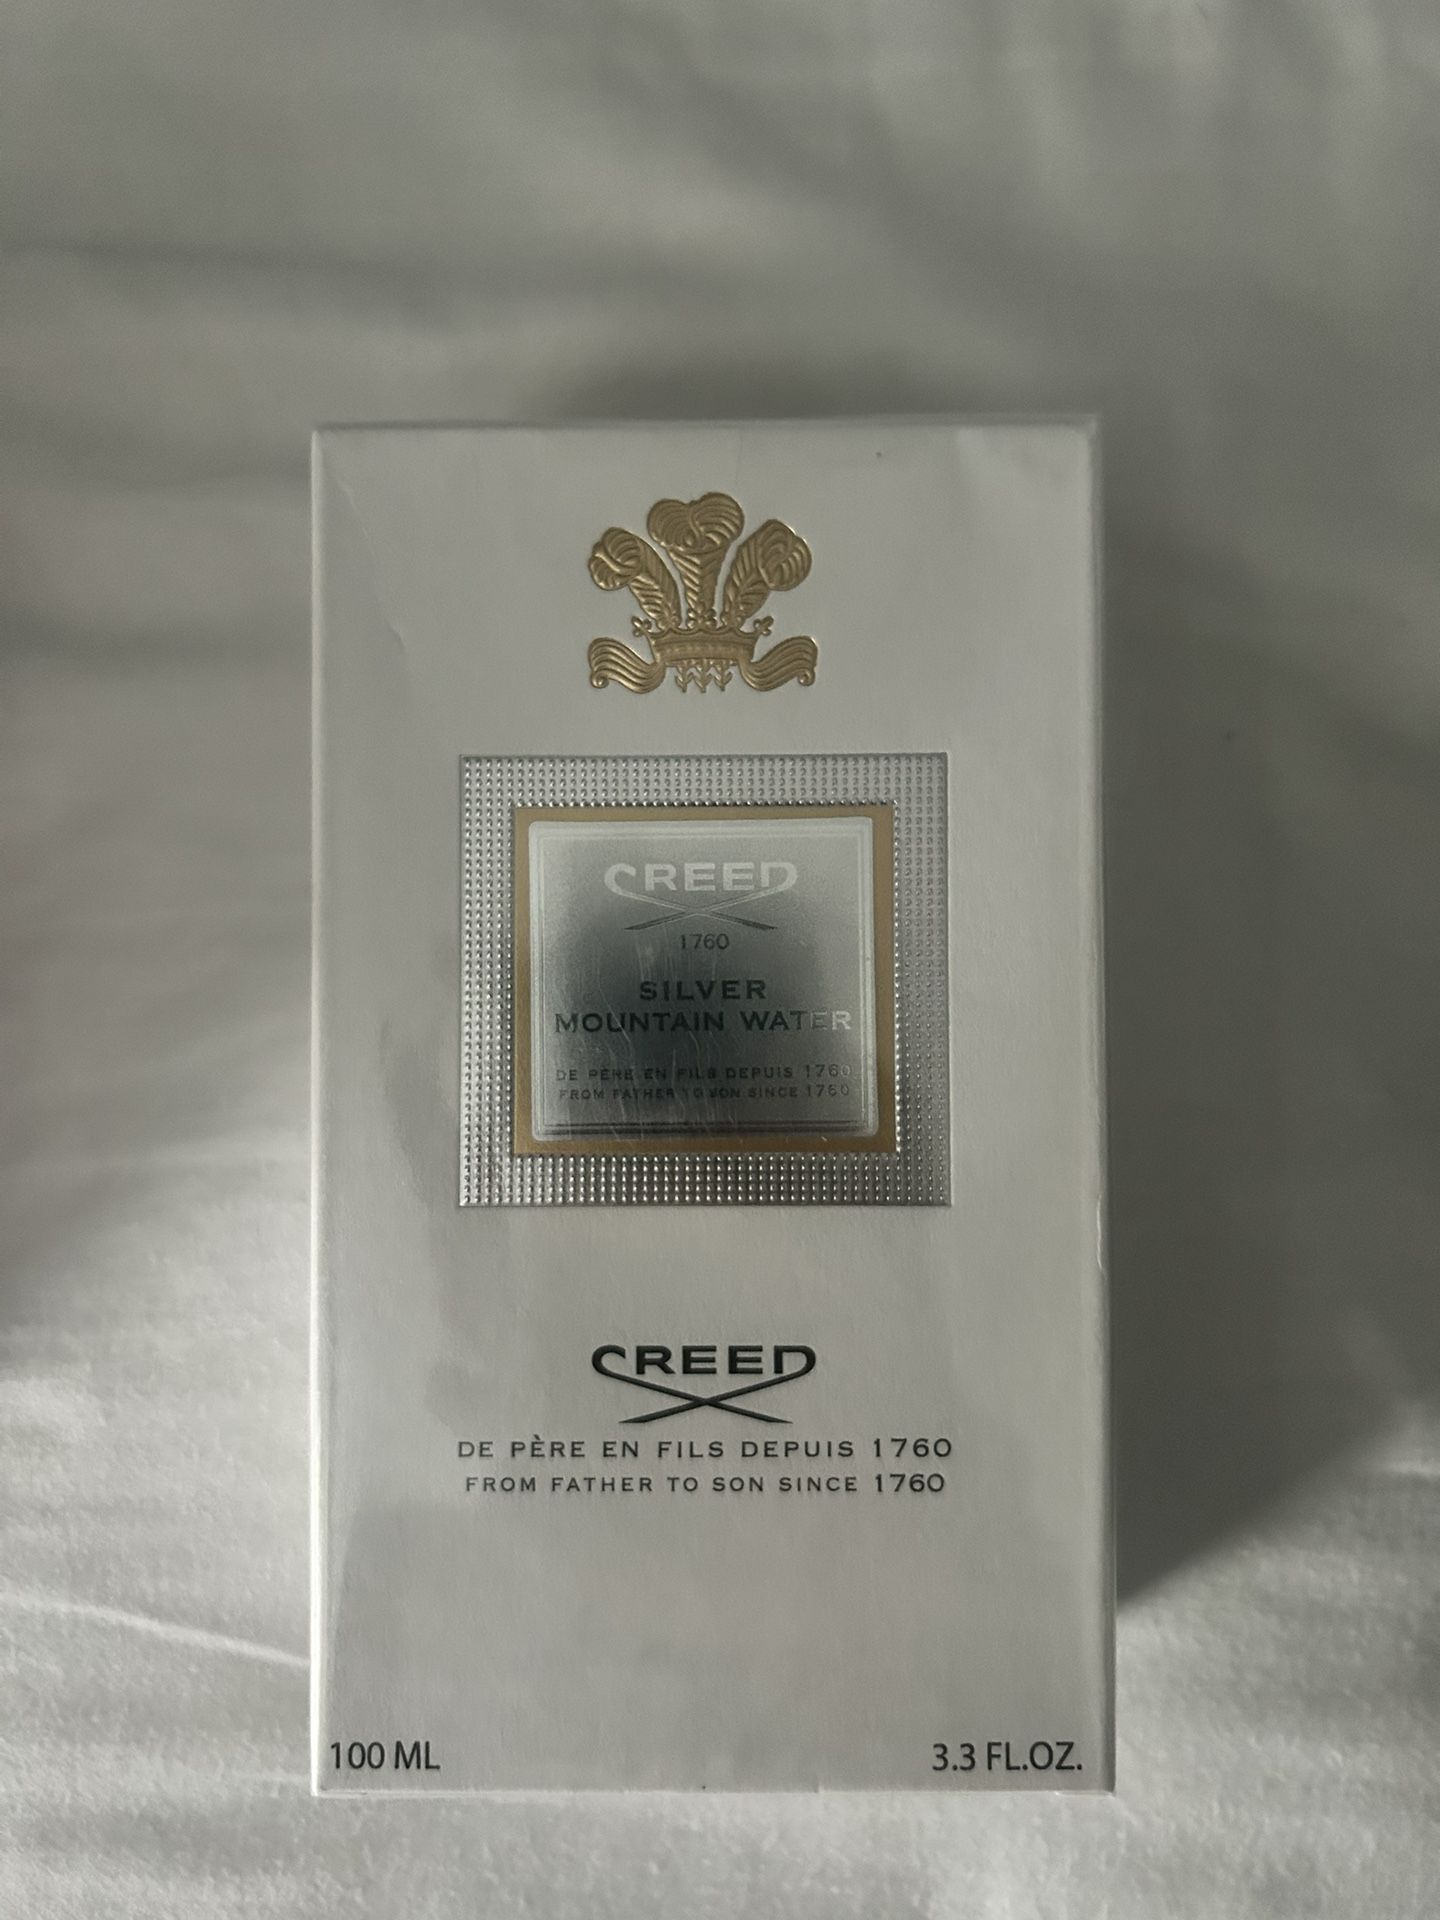 CREED
1760
SILVER
MOUNTAIN WATER
DE PÈRE EN FILS DEPUIS 1760
FROM FATHER TO SON SINCE 1760
CREED
DE PÈRE EN FILS DEPUIS 1760
FROM FATHER TO SON SINCE 1760
100 ML
3.3 FL.OZ.